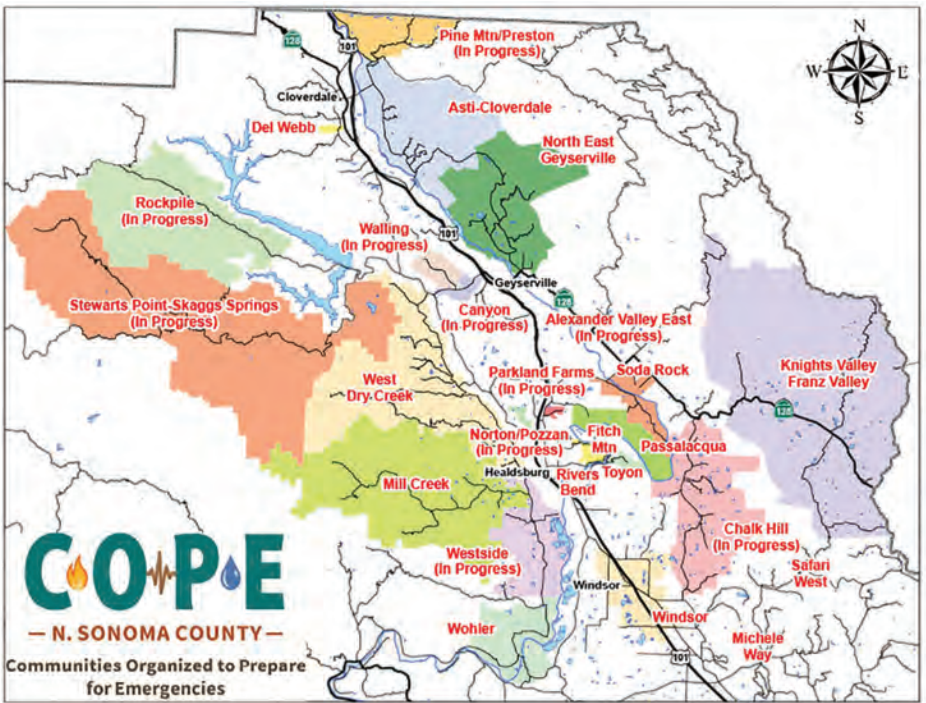 N
W
E
S
128
101
Pine Mtn/Preston
(In Progress)
Cloverdale
Asti-Cloverdale
Del Webb
North East
Geyserville
Rockpile
(In Progress)
Walling
(In Progress)
101
Geyserville
128
Stewarts Point-Skaggs Springs
(In Progress)
Canyon
(In Progress)
Alexander Valley East
(In Progress)
Parkland Farms
(In Progress)
Soda Rock
Knights Valley
Franz Valley
128
West
Dry Creek
Norton/Pozzan
(In Progress)
Fitch
Mtn
Passalacqua
Healdsburg
Rivers
Bend
Toyon
Mill Creek
Chalk Hill
(In Progress)
Westside
(In Progress)
Safari
West
Windsor
Windsor
Wohler
Michele
Way
101
COPE
— N. SONOMA COUNTY —
Communities Organized to Prepare
for Emergencies